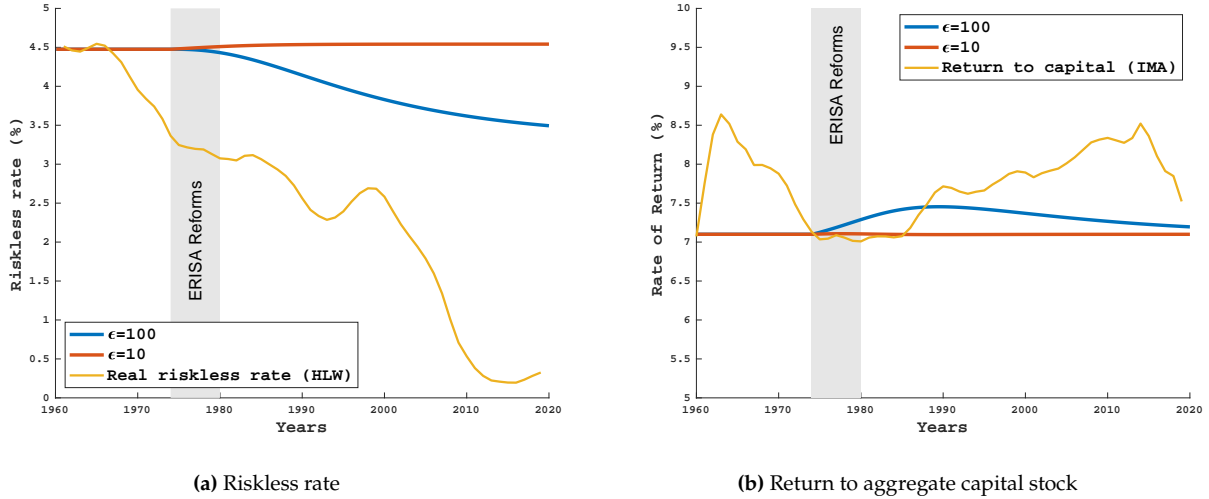 5
4.5
4
3.5
3
2.5
2
1.5
1
0.5
0
Riskless rate (%)
ERISA Reforms
ϵ=100
ϵ=10
Real riskless rate (HLW)
1960 1970 1980 1990 2000 2010 2020
Years
(a) Riskless rate
10
9.5
9
8.5
8
7.5
7
6.5
6
5.5
5
Rate of Return (%)
ERISA Reforms
ϵ=100
ϵ=10
Return to capital (IMA)
1960 1970 1980 1990 2000 2010 2020
Years
(b) Return to aggregate capital stock